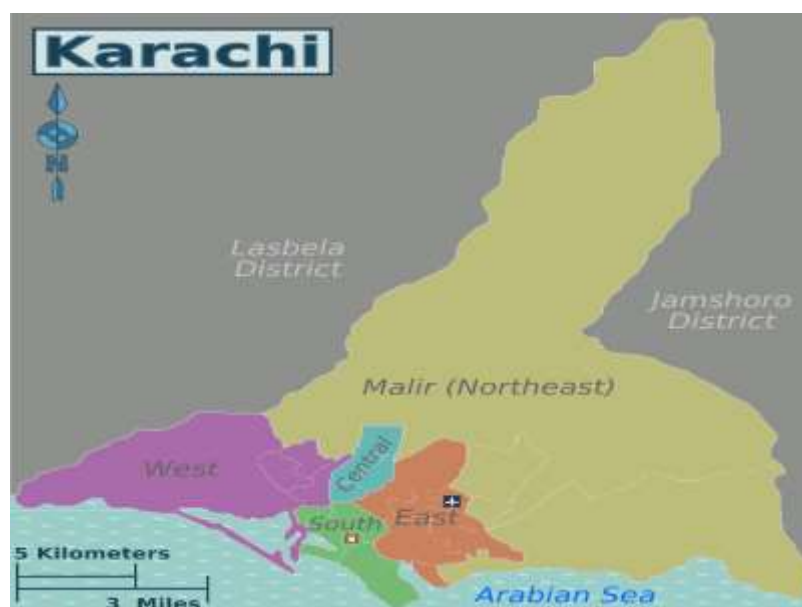 Karachi
N
Lasbela
District
Jamshoro
District
Malir (Northeast)
West
Central
South
East
5 Kilometers
3 Miles
Arabian Sea